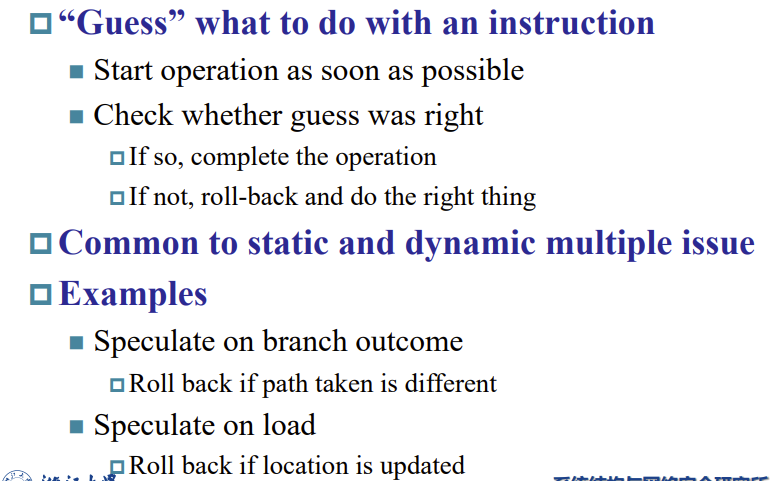 “Guess” what to do with an instruction
Start operation as soon as possible
Check whether guess was right
If so, complete the operation
If not, roll-back and do the right thing
Common to static and dynamic multiple issue
Examples
Speculate on branch outcome
Roll back if path taken is different
Speculate on load
Roll back if location is updated